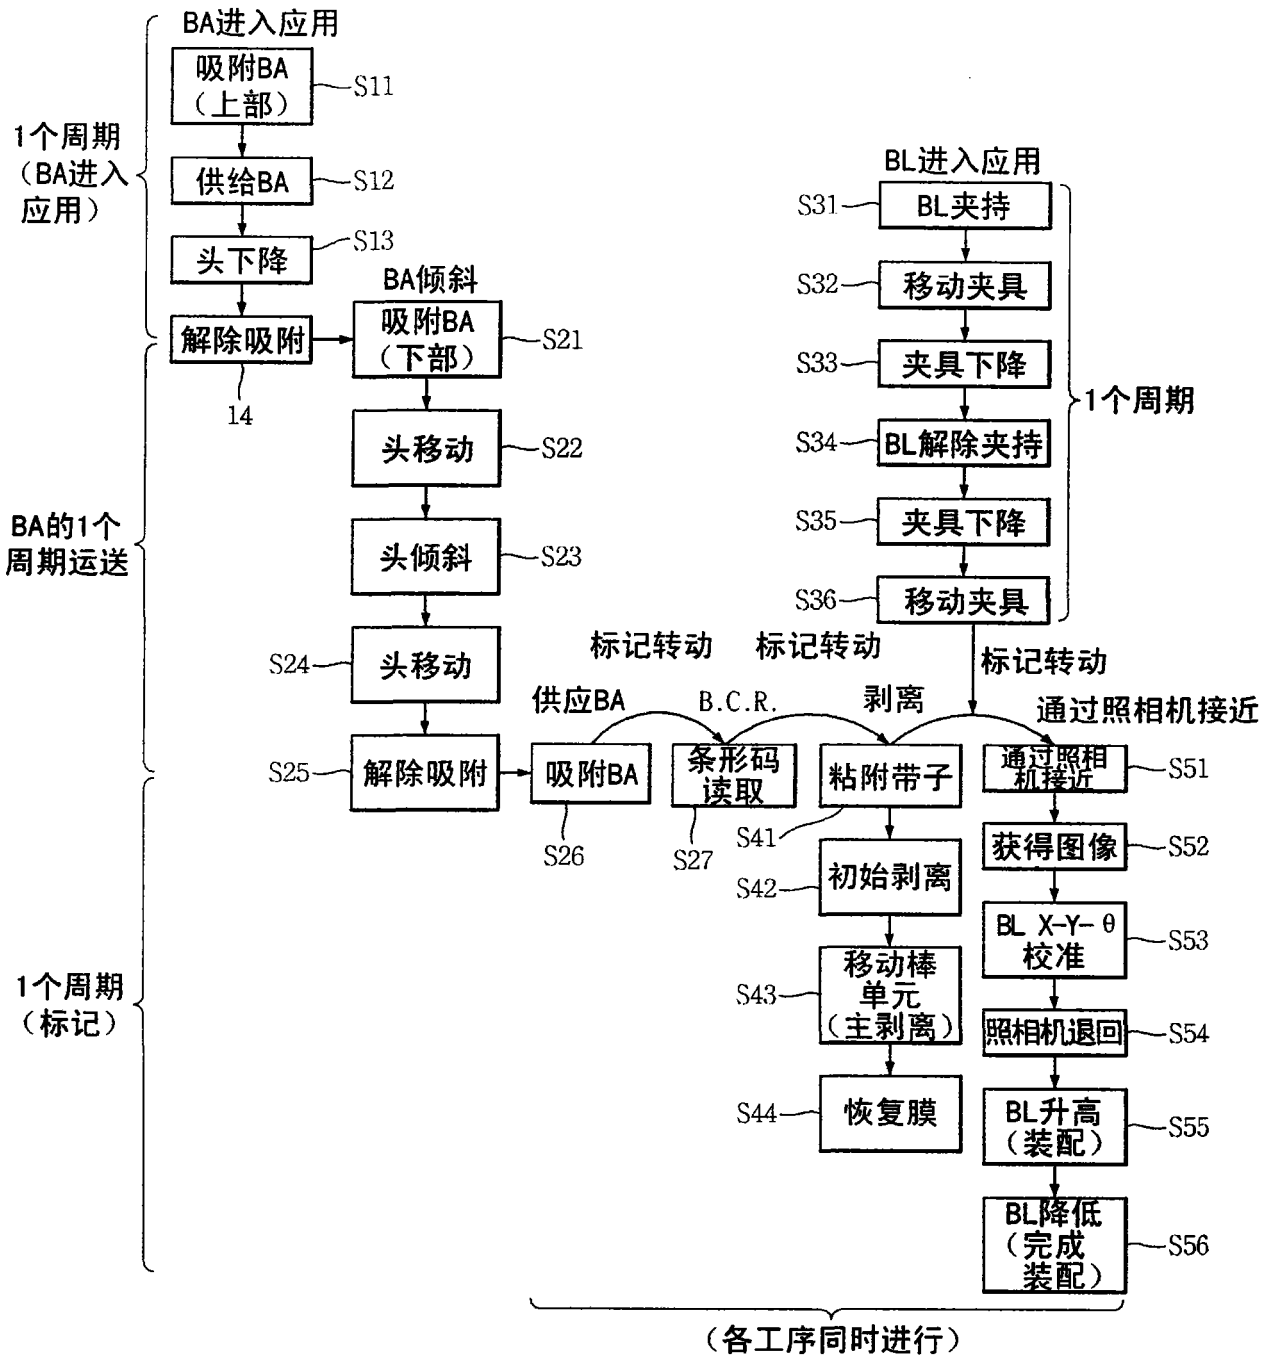 BA进入应用
吸附BA
（上部）
S11
1个周期
（BA进入
应用）
供给BA
S12
头下降
S13
解除吸附
14
BA倾斜
吸附BA
（下部）
S21
头移动
S22
头倾斜
S23
头移动
S24
解除吸附
S25
BA的1个
周期运送
BL进入应用
BL夹持
S31
移动夹具
S32
夹具下降
S33
BL解除夹持
S34
夹具下降
S35
移动夹具
S36
1个周期
标记转动
标记转动
标记转动
供应BA
B.C.R.
剥离
通过照相机接近
吸附BA
S26
条形码
读取
S27
粘附带子
S41
初始剥离
S42
移动棒
单元
（主剥离）
S43
恢复膜
S44
通过照相
机接近
S51
获得图像
S52
BL X-Y-θ
校准
S53
照相机退回
S54
BL升高
（装配）
S55
BL降低
（完成
装配）
S56
1个周期
（标记）
（各工序同时进行）